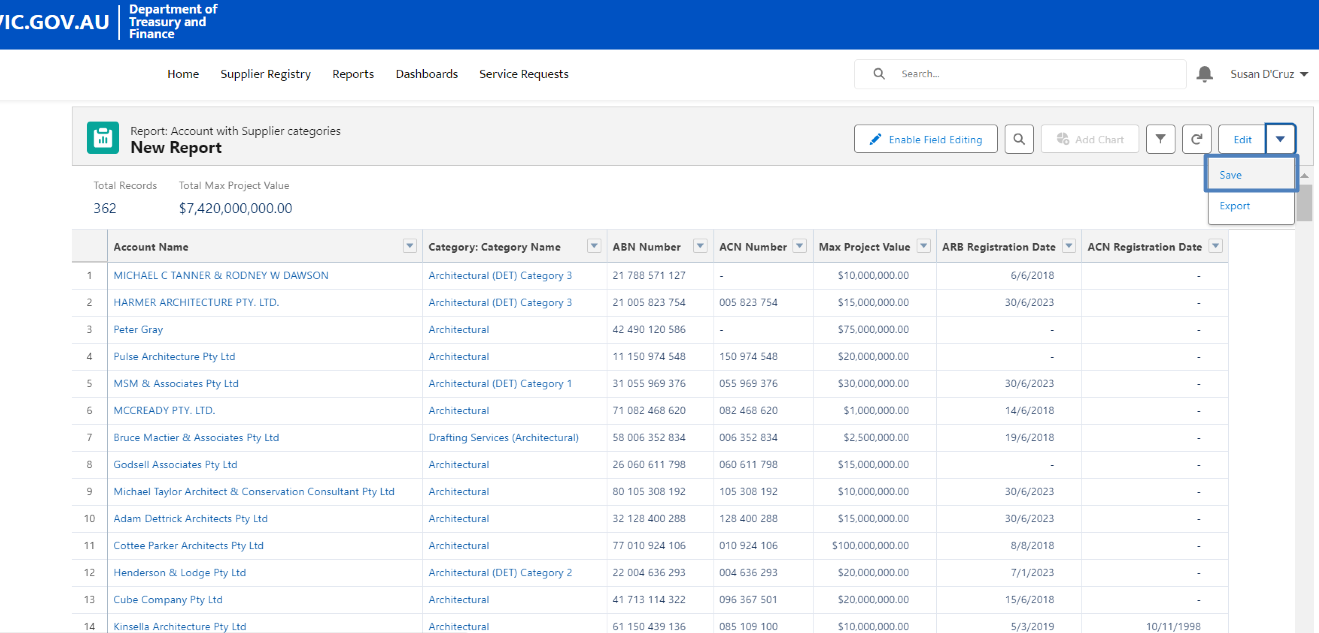 VIC.GOV.AU
Department of
Treasury and
Finance
Home Supplier Registry Reports Dashboards Service Requests Search... Susan D'Cruz
Report: Account with Supplier categories
New Report
Enable Field Editing Add Chart Edit
Save
Export
Total Records Total Max Project Value
362 $7,420,000,000.00
Account Name Category: Category Name ABN Number ACN Number Max Project Value ARB Registration Date ACN Registration Date
1 MICHAEL C TANNER & RODNEY W DAWSON Architectural (DET) Category 3 21 788 571 127 - $10,000,000.00 6/6/2018 -
2 HARMER ARCHITECTURE PTY. LTD. Architectural (DET) Category 3 21 005 823 754 005 823 754 $15,000,000.00 30/6/2023 -
3 Peter Gray Architectural 42 490 120 586 - $75,000,000.00 - -
4 Pulse Architecture Pty Ltd Architectural 11 150 974 548 150 974 548 $20,000,000.00 - -
5 MSM & Associates Pty Ltd Architectural (DET) Category 1 31 055 969 376 055 969 376 $30,000,000.00 30/6/2023 -
6 MCCREADY PTY. LTD. Architectural 71 082 468 620 082 468 620 $1,000,000.00 14/6/2018 -
7 Bruce Mactier & Associates Pty Ltd Drafting Services (Architectural) 58 006 352 834 006 352 834 $2,500,000.00 19/6/2018 -
8 Godsell Associates Pty Ltd Architectural 26 060 611 798 060 611 798 $15,000,000.00 - -
9 Michael Taylor Architect & Conservation Consultant Pty Ltd Architectural 80 105 308 192 105 308 192 $10,000,000.00 30/6/2023 -
10 Adam Dettrick Architects Pty Ltd Architectural 32 128 400 288 128 400 288 $15,000,000.00 30/6/2023 -
11 Cottee Parker Architects Pty Ltd Architectural 77 010 924 106 010 924 106 $100,000,000.00 8/8/2018 -
12 Henderson & Lodge Pty Ltd Architectural (DET) Category 2 22 004 636 293 004 636 293 $20,000,000.00 7/1/2023 -
13 Cube Company Pty Ltd Architectural 41 713 114 322 096 367 501 $20,000,000.00 15/6/2018 -
14 Kinsella Architecture Pty Ltd Architectural 61 150 439 136 085 109 100 $10,000,000.00 5/3/2019 10/11/1998